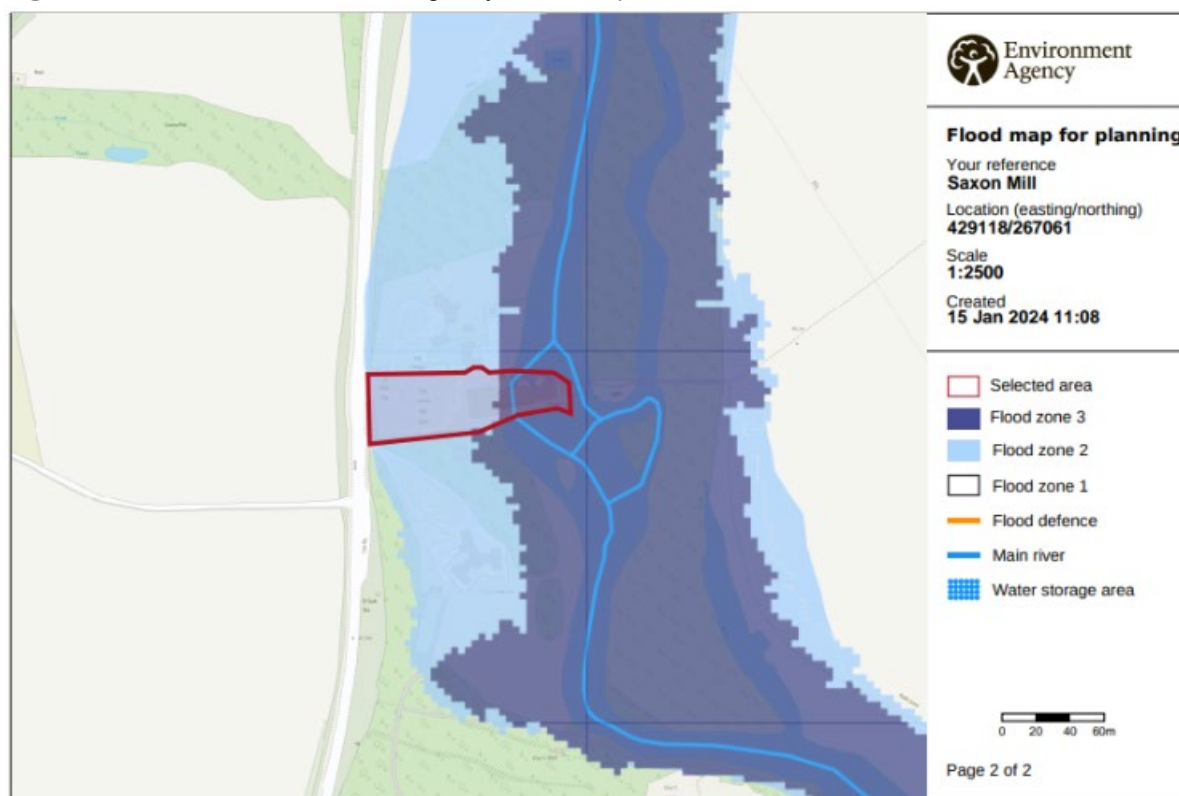 Environment
Agency
Flood map for planning
Your reference
Saxon Mill
Location (easting/northing)
429118/267061
Scale
1:2500
Created
15 Jan 2024 11:08
Selected area
Flood zone 3
Flood zone 2
Flood zone 1
Flood defence
Main river
Water storage area
0 20 40 60m
Page 2 of 2